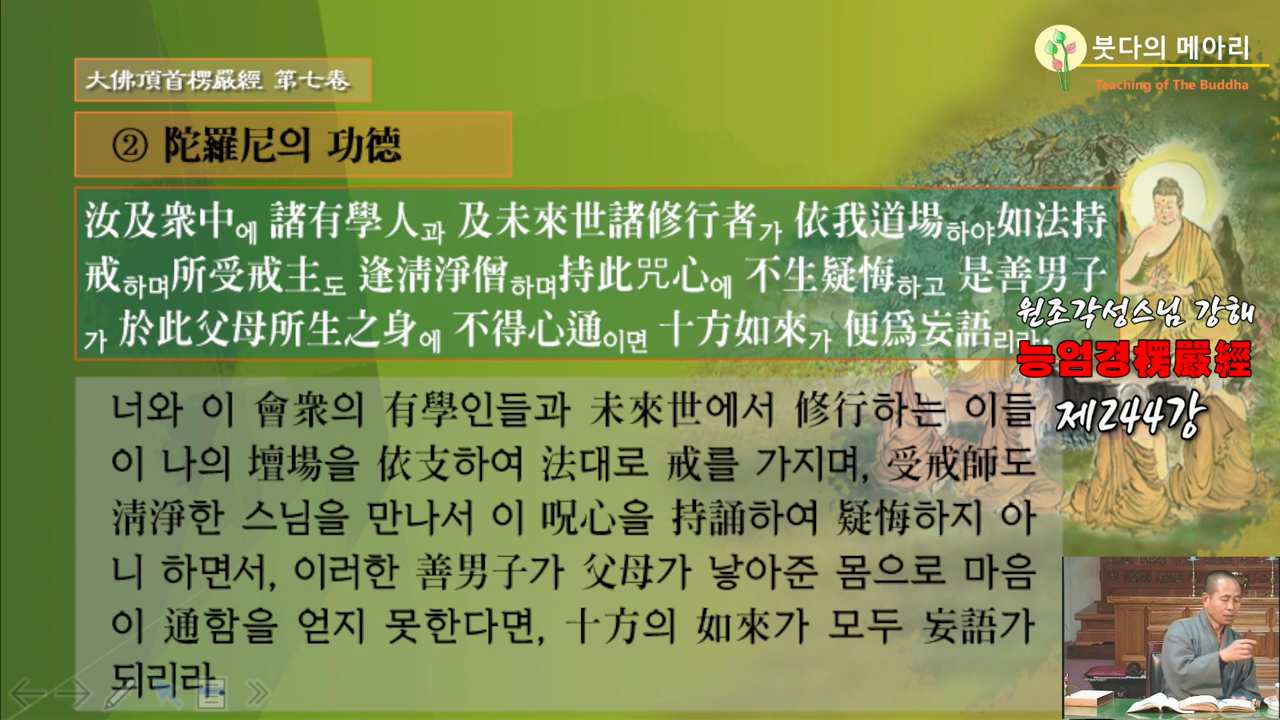 붓다의 메아리
Teaching of The Buddha
大佛頂首楞嚴經 第七卷
② 陀羅尼의 功德
汝及衆中에 諸有學人과 及未來世諸修行者가 依我道場하야如法持
戒하며所受戒主도 逢淸淨僧하며持此咒心에 不生疑悔하고 是善男子
가 於此父母所生之身에 不得心通이면 十方如來가 便爲妄語리라.
원조각성스님 강해
능엄경楞嚴經
제244강
너와 이 會衆의 有學인들과 未來世에서 修行하는 이들
이 나의 壇場을 依支하여 法대로 戒를 가지며, 受戒師도
淸淨한 스님을 만나서 이 呪心을 持誦하여 疑悔하지 아
니 하면서, 이러한 善男子가 父母가 낳아준 몸으로 마음
이 通함을 얻지 못한다면, 十方의 如來가 모두 妄語가
되리라.